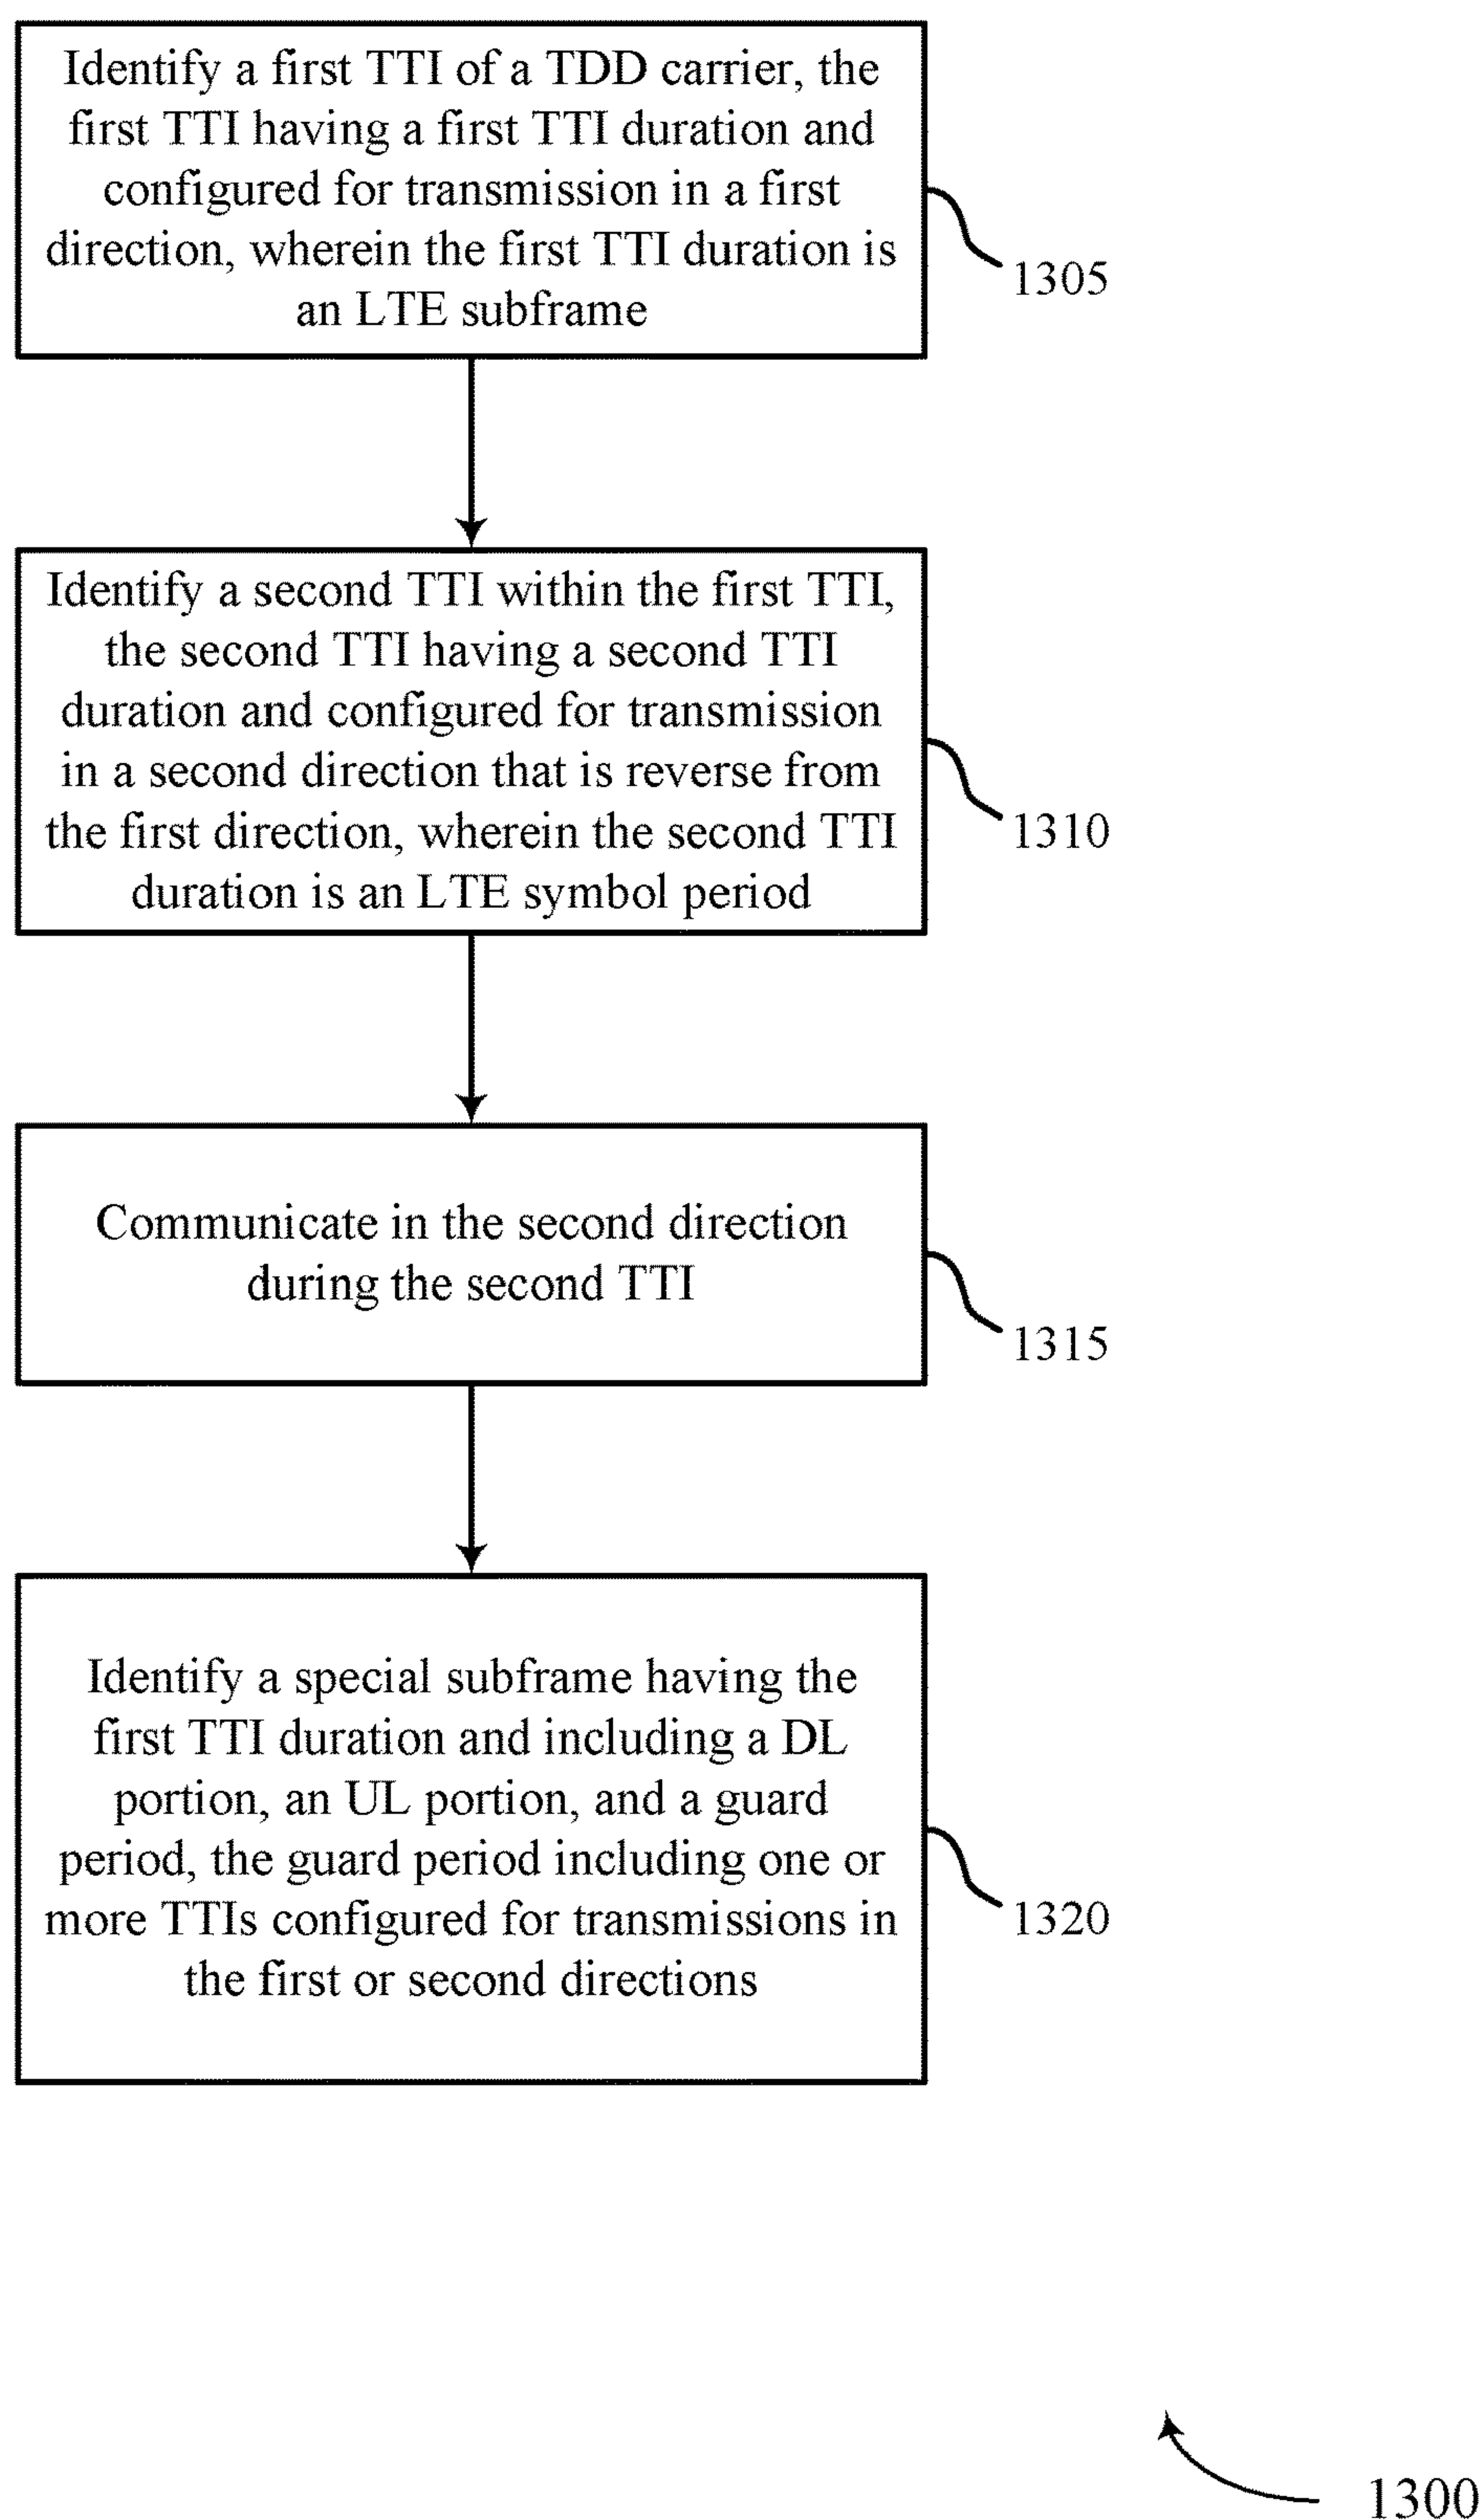 Identify a first TTI of a TDD carrier, the
first TTI having a first TTI duration and
configured for transmission in a first
direction, wherein the first TTI duration is
an LTE subframe
1305
Identify a second TTI within the first TTI,
the second TTI having a second TTI
duration and configured for transmission
in a second direction that is reverse from
the first direction, wherein the second TTI
duration is an LTE symbol period
1310
Communicate in the second direction
during the second TTI
1315
Identify a special subframe having the
first TTI duration and including a DL
portion, an UL portion, and a guard
period, the guard period including one or
more TTIs configured for transmissions in
the first or second directions
1320
1300